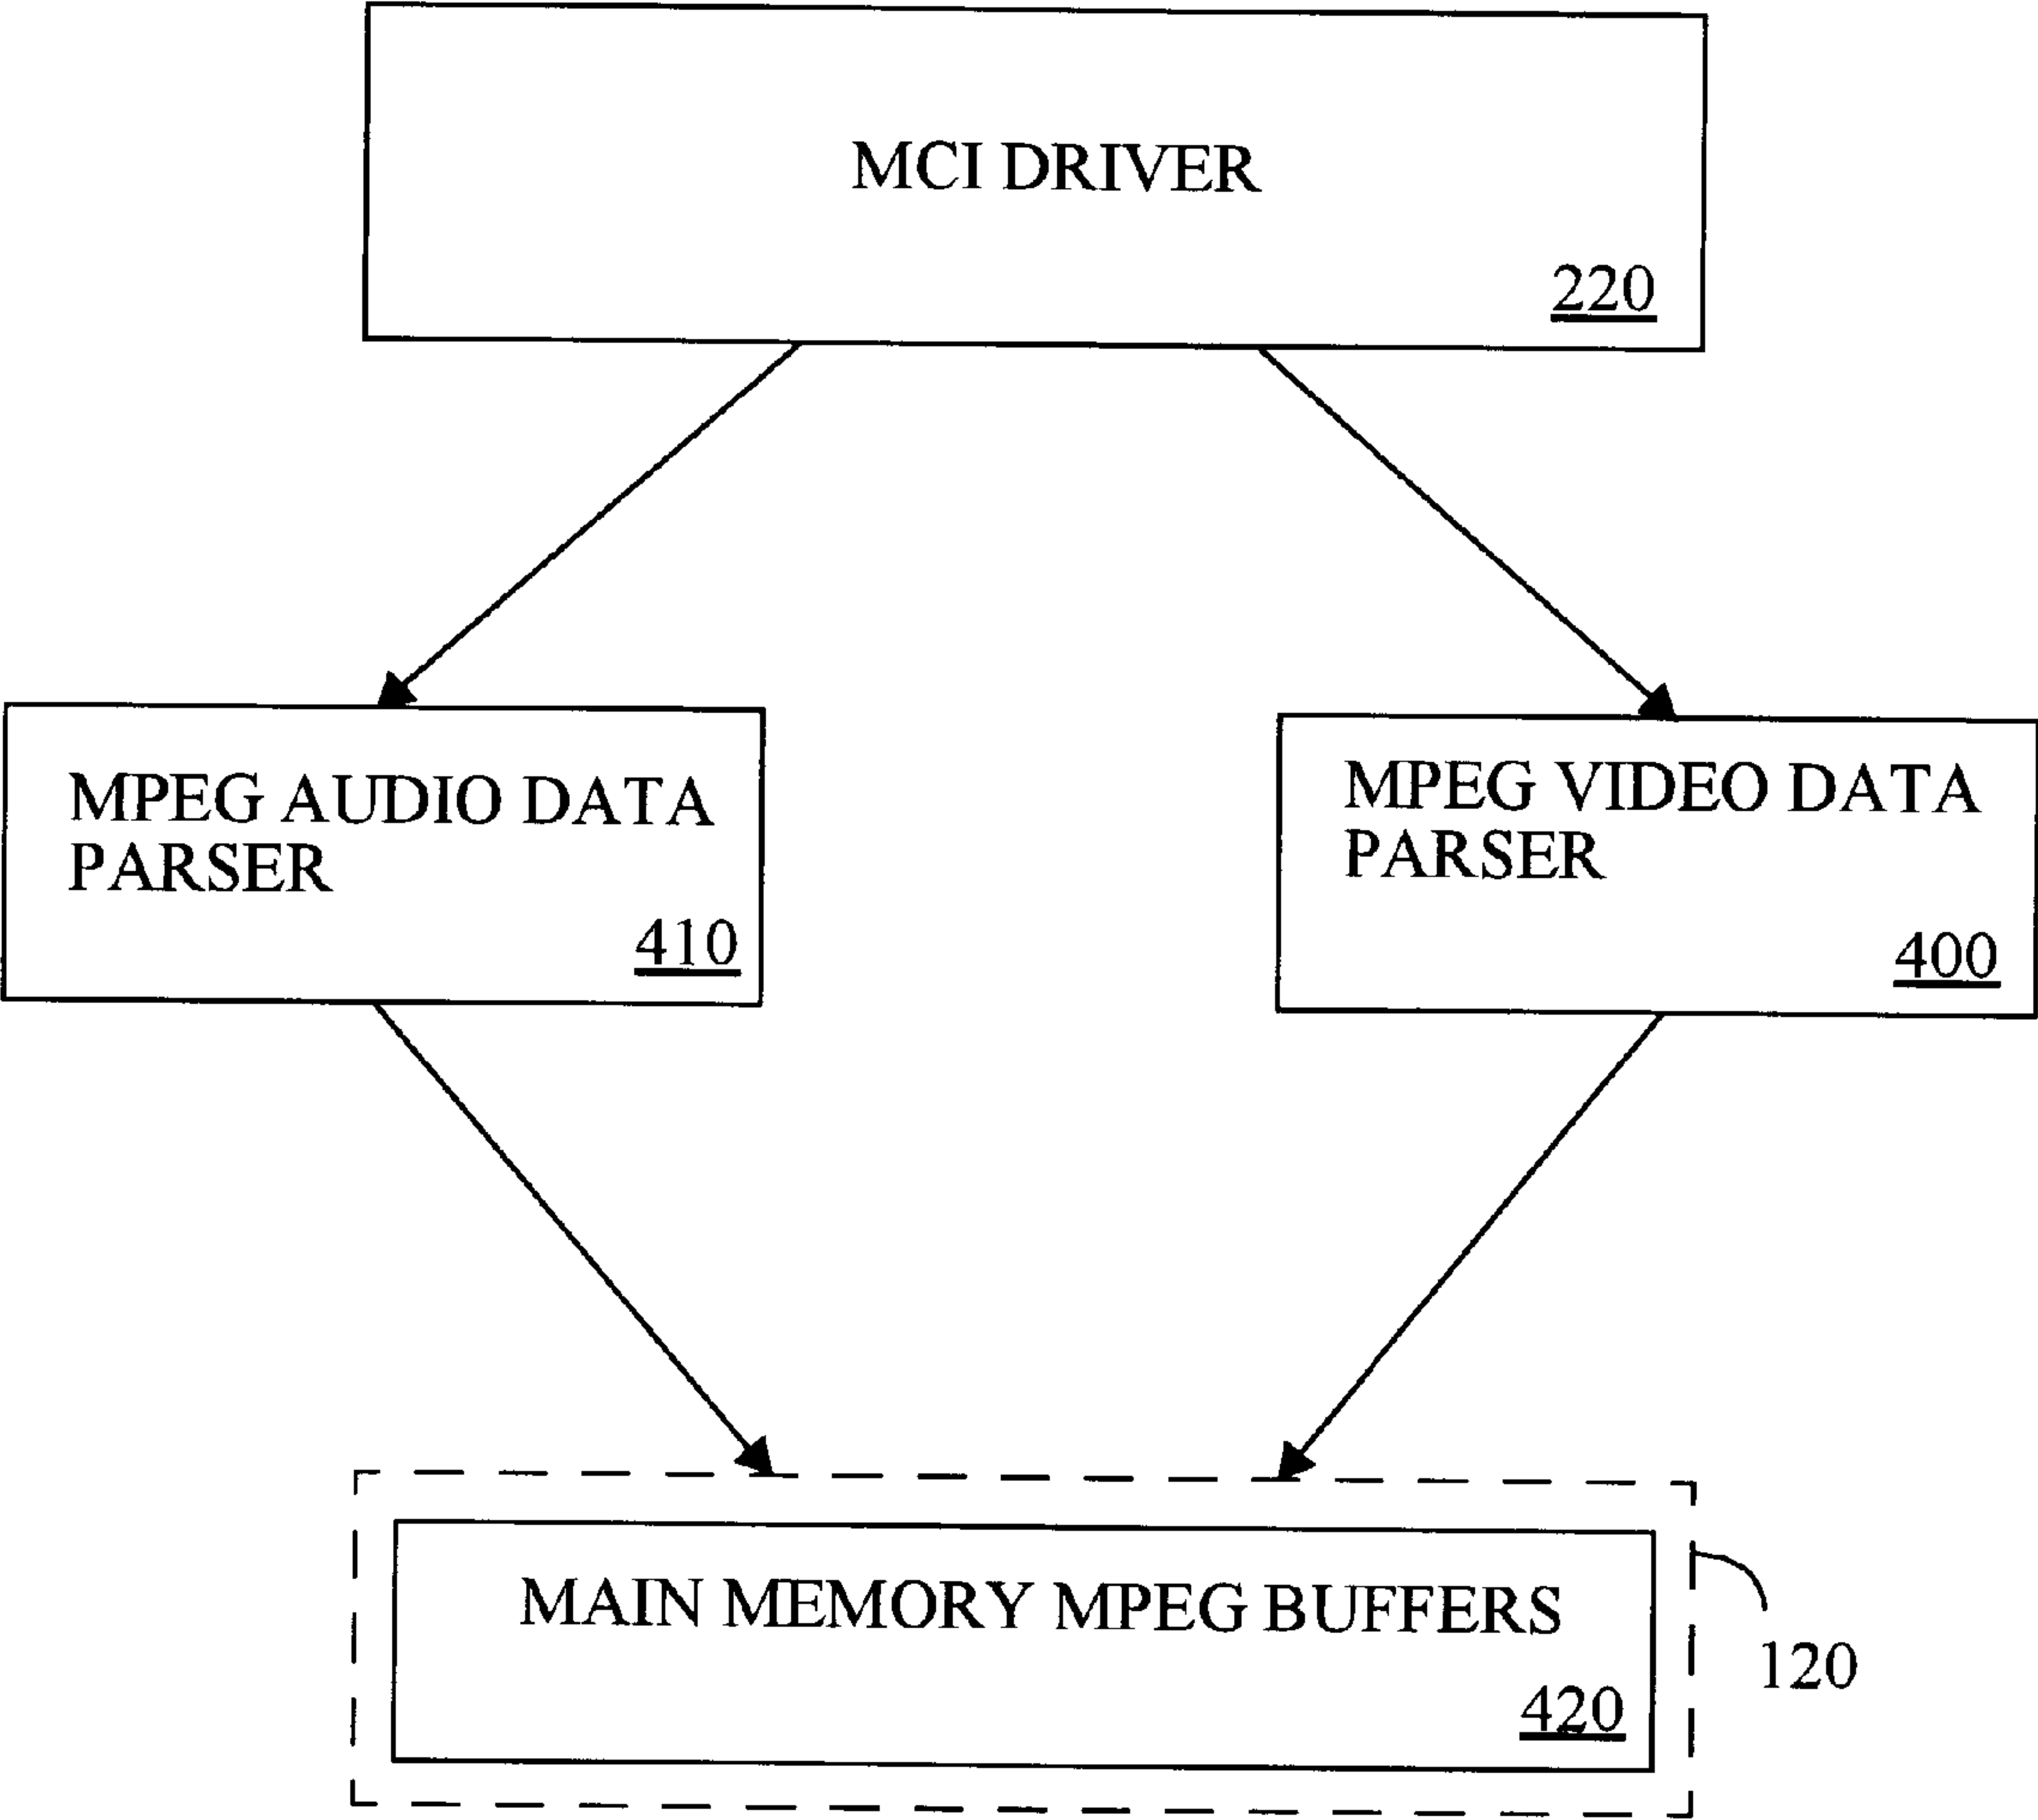 MCI DRIVER
220
MPEG AUDIO DATA
PARSER
410
MPEG VIDEO DATA
PARSER
400
MAIN MEMORY MPEG BUFFERS
420
120